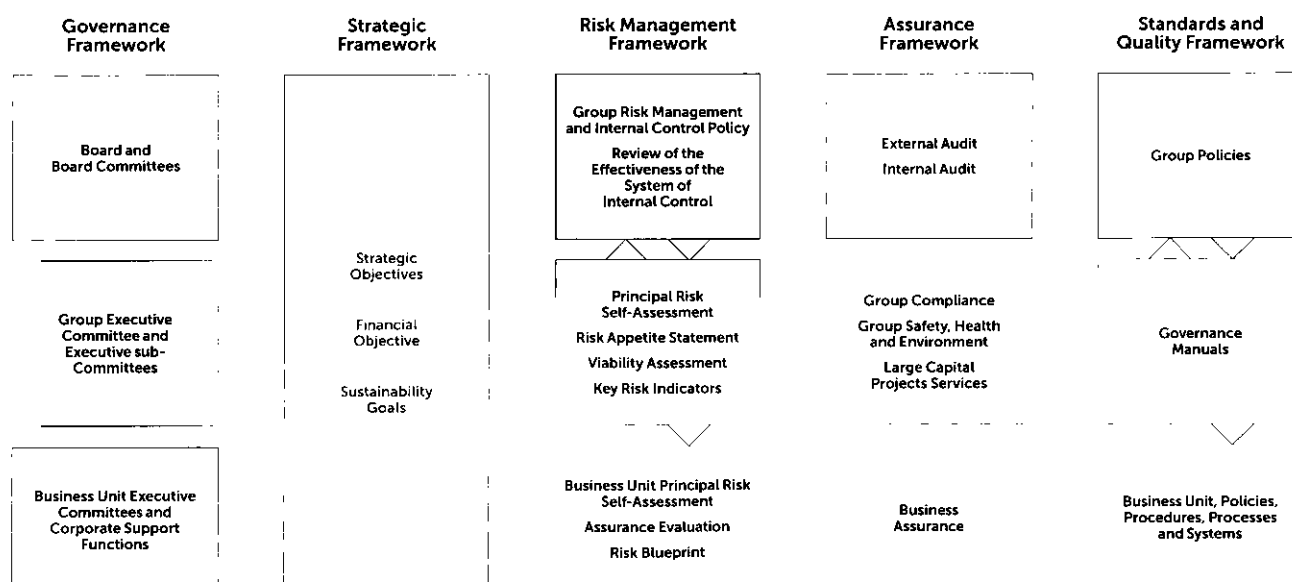 Governance
Framework
Strategic
Framework
Risk Management
Framework
Assurance
Framework
Standards and
Quality Framework
Board and
Board Committees
Group Executive
Committee and
Executive sub-
Committees
Business Unit Executive
Committees and
Corporate Support
Functions
Strategic
Objectives
Financial
Objective
Sustainability
Goals
Group Risk Management
and Internal Control Policy
Review of the
Effectiveness of the
System of
Internal Control
Principal Risk
Self-Assessment
Risk Appetite Statement
Viability Assessment
Key Risk Indicators
Business Unit Principal Risk
Self-Assessment
Assurance Evaluation
Risk Blueprint
External Audit
Internal Audit
Group Compliance
Group Safety, Health
and Environment
Large Capital
Projects Services
Business
Assurance
Group Policies
Governance
Manuals
Business Unit, Policies,
Procedures, Processes
and Systems